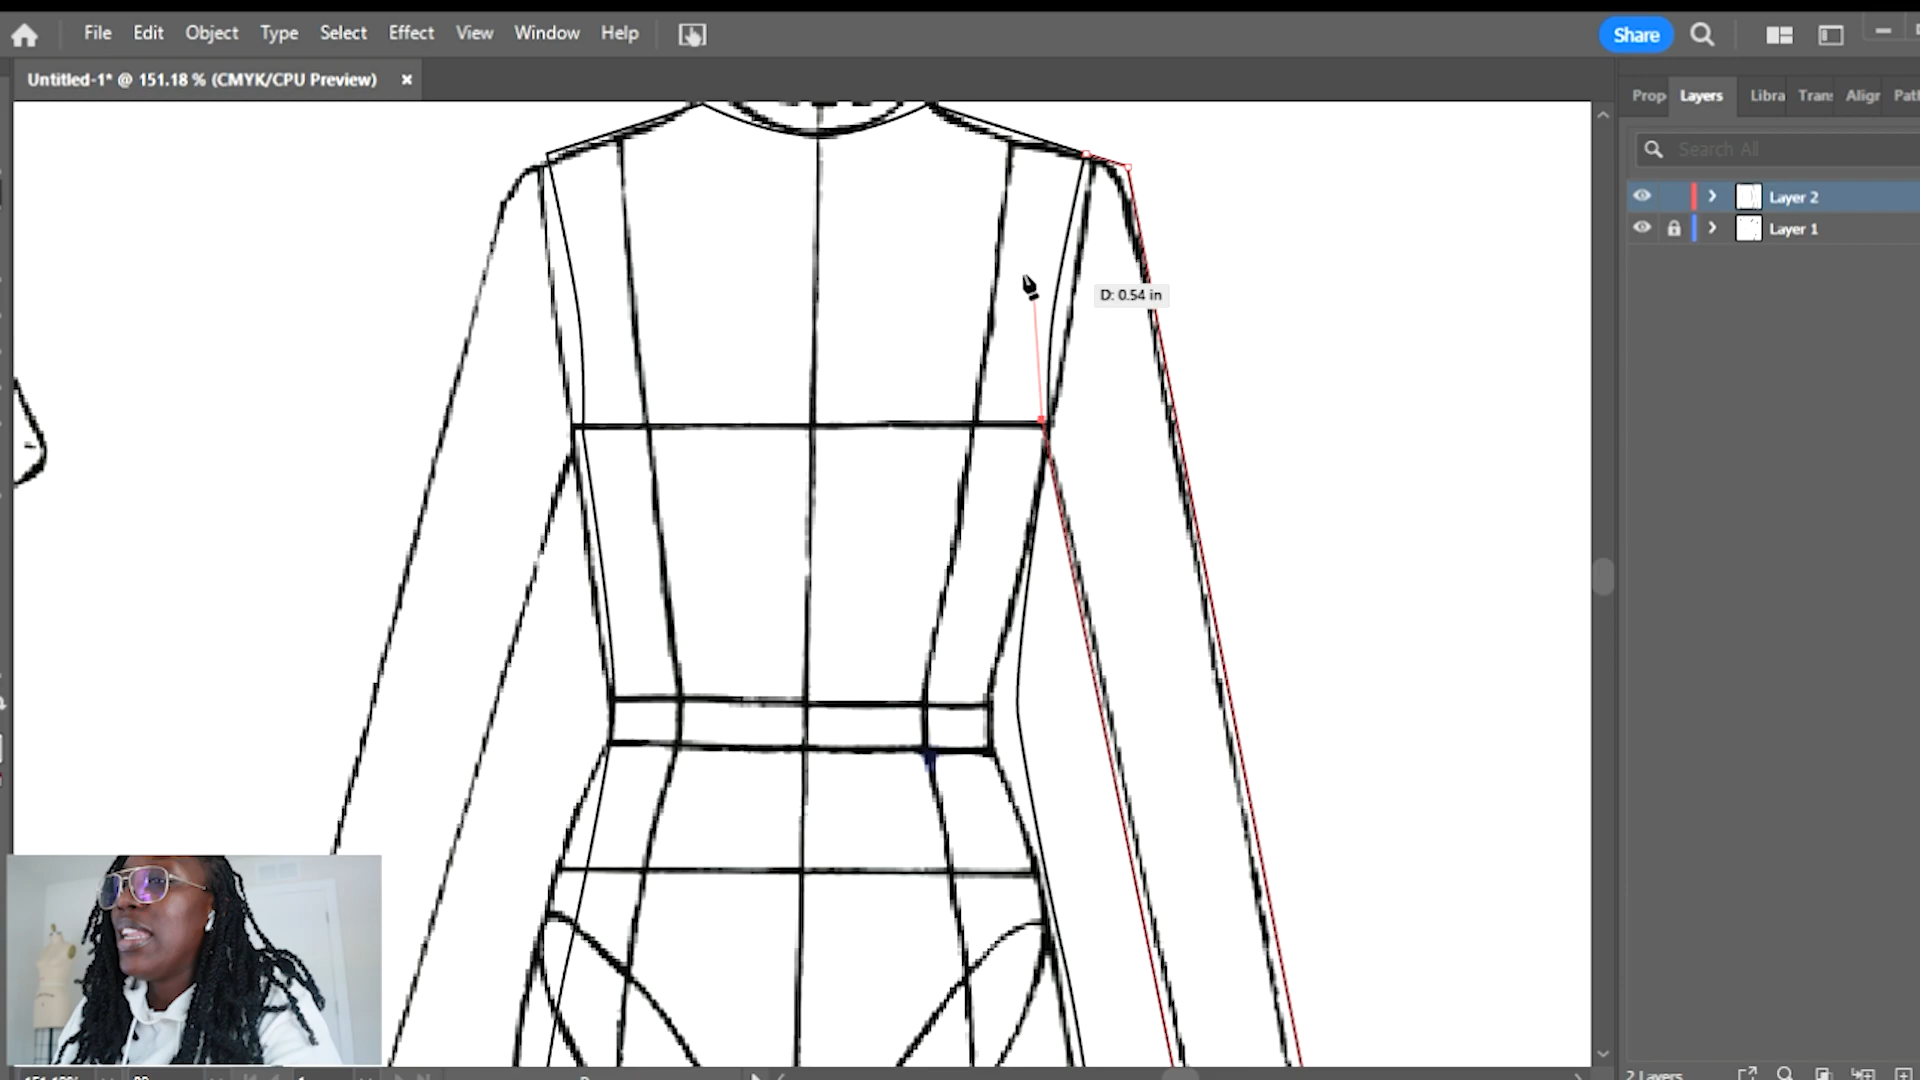 File Edit Object Type Select Effect View Window Help
Share
Untitled-1* @ 151.18 % (CMYK/CPU Preview) ×
Prop Layers Libra Trans Align Path
Search All
Layer 2
Layer 1
D: 0.54 in
2 Layers